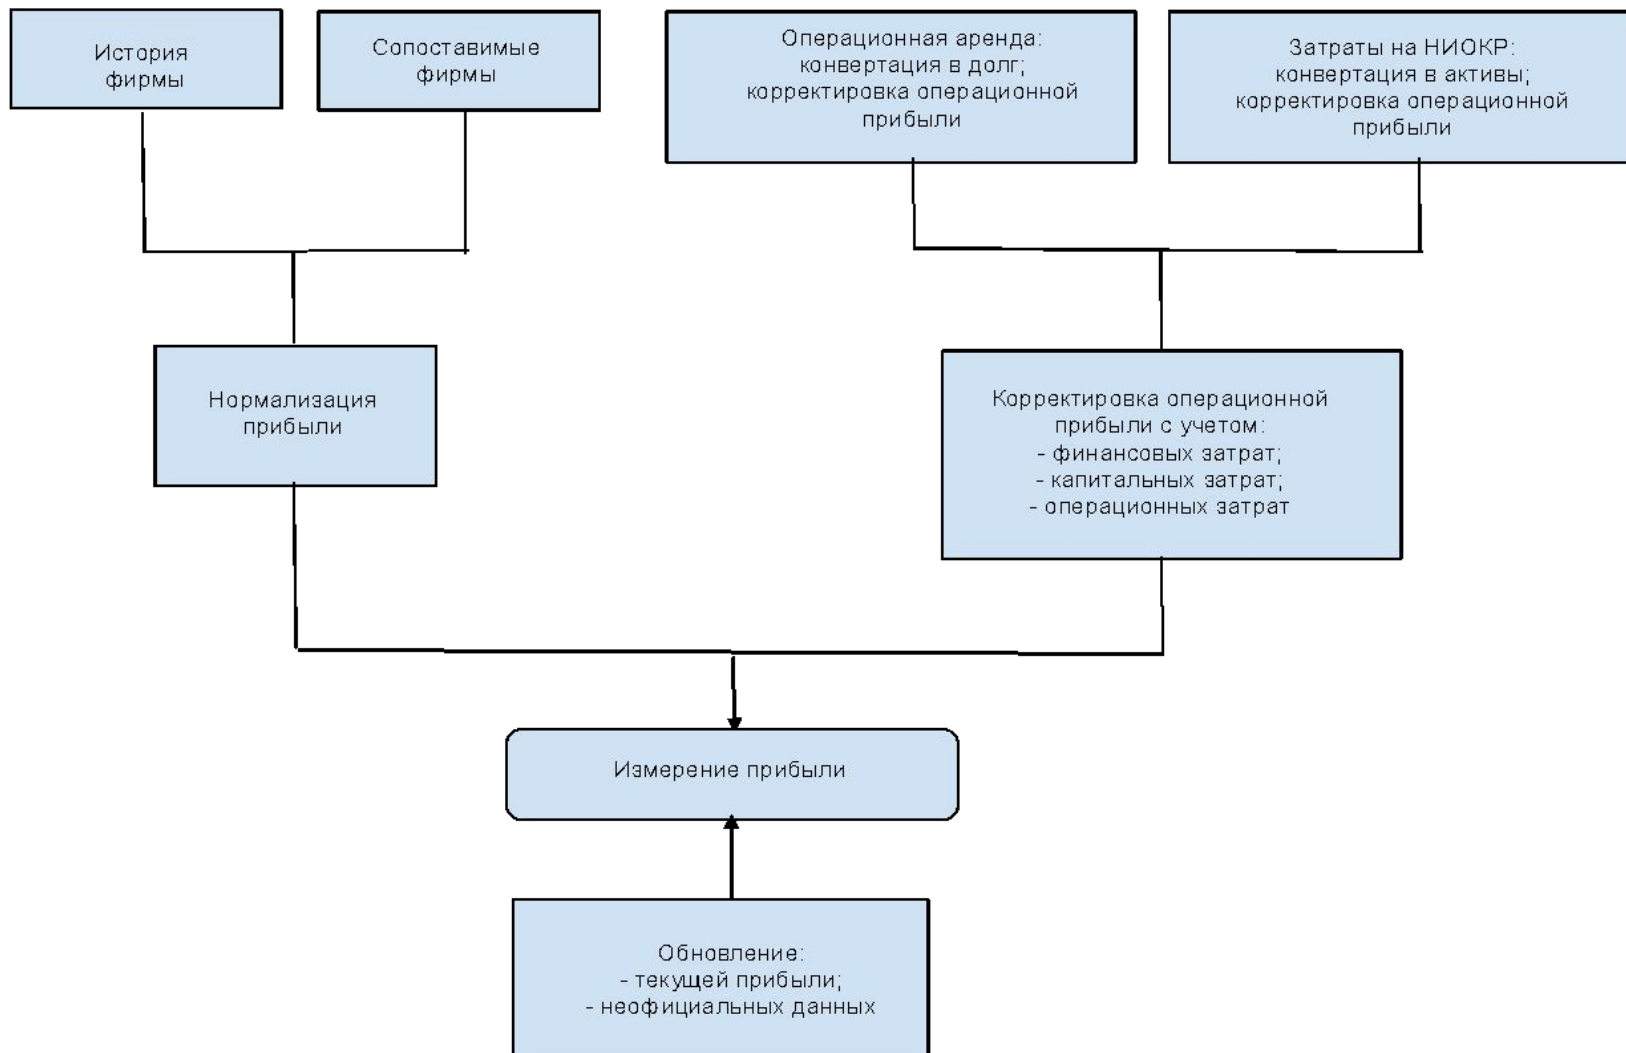 История
фирмы
Сопоставимые
фирмы
Операционная аренда:
конвертация в долг;
корректировка операционной
прибыли
Затраты на НИОКР:
конвертация в активы;
корректировка операционной
прибыли
Нормализация
прибыли
Корректировка операционной
прибыли с учетом:
- финансовых затрат;
- капитальных затрат;
- операционных затрат
Измерение прибыли
Обновление:
- текущей прибыли;
- неофициальных данных